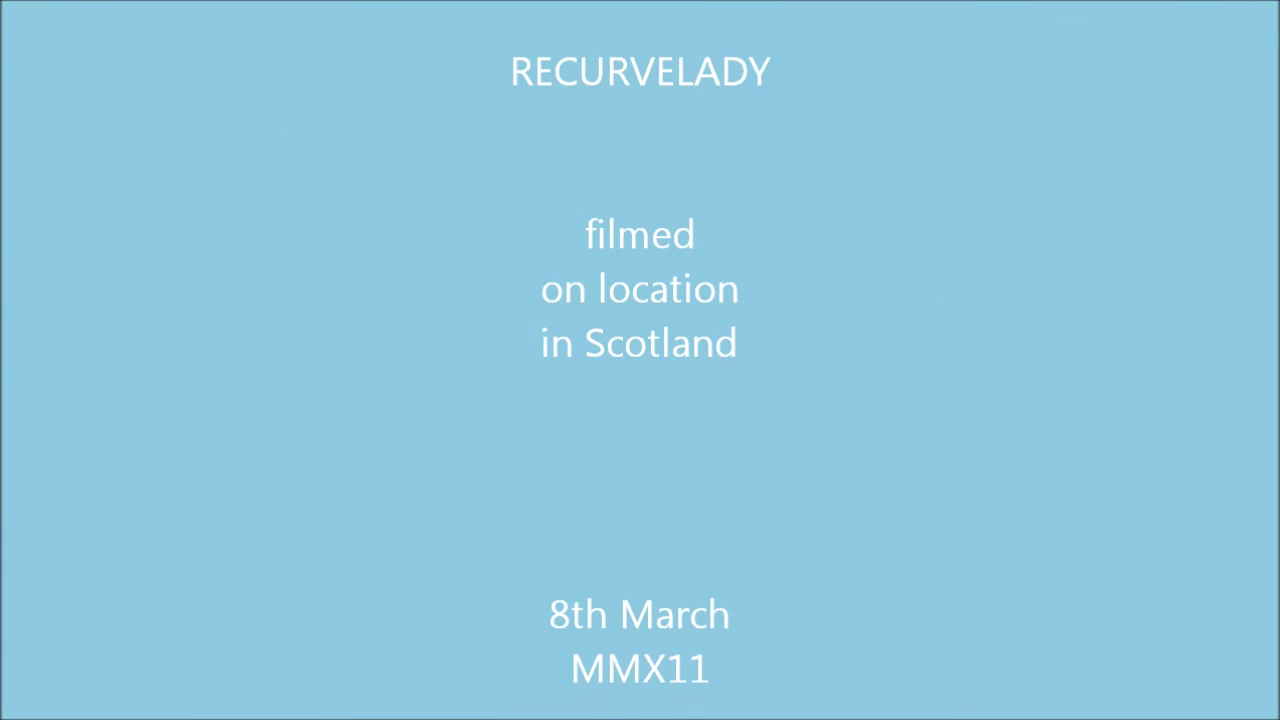 RECURVELADY
filmed
on location
in Scotland
8th March
MMX11